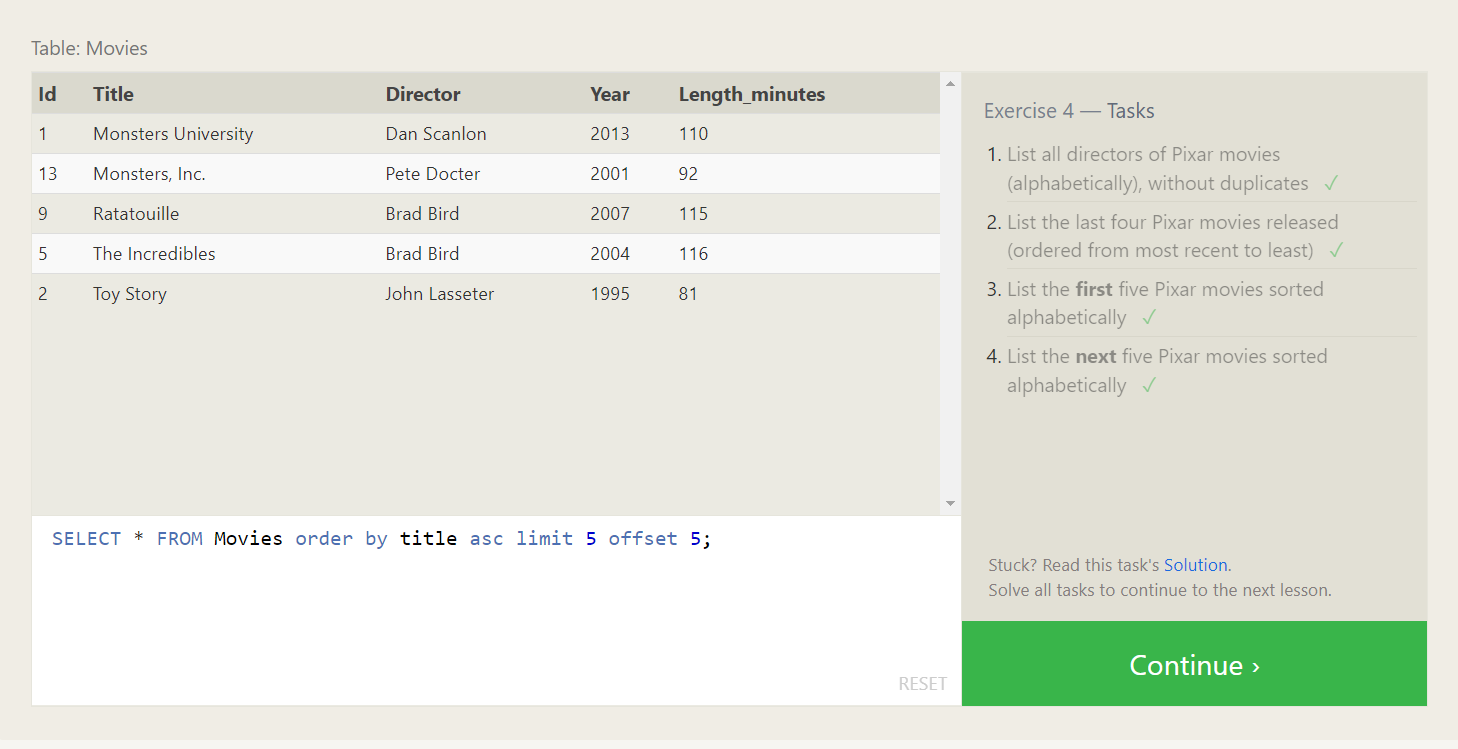 Table: Movies
Id Title Director Year Length_minutes
1 Monsters University Dan Scanlon 2013 110
13 Monsters, Inc. Pete Docter 2001 92
9 Ratatouille Brad Bird 2007 115
5 The Incredibles Brad Bird 2004 116
2 Toy Story John Lasseter 1995 81
SELECT * FROM Movies order by title asc limit 5 offset 5;
RESET
Exercise 4 — Tasks
1. List all directors of Pixar movies
(alphabetically), without duplicates ✓
2. List the last four Pixar movies released
(ordered from most recent to least) ✓
3. List the first five Pixar movies sorted
alphabetically ✓
4. List the next five Pixar movies sorted
alphabetically ✓
Stuck? Read this task's Solution.
Solve all tasks to continue to the next lesson.
Continue ›